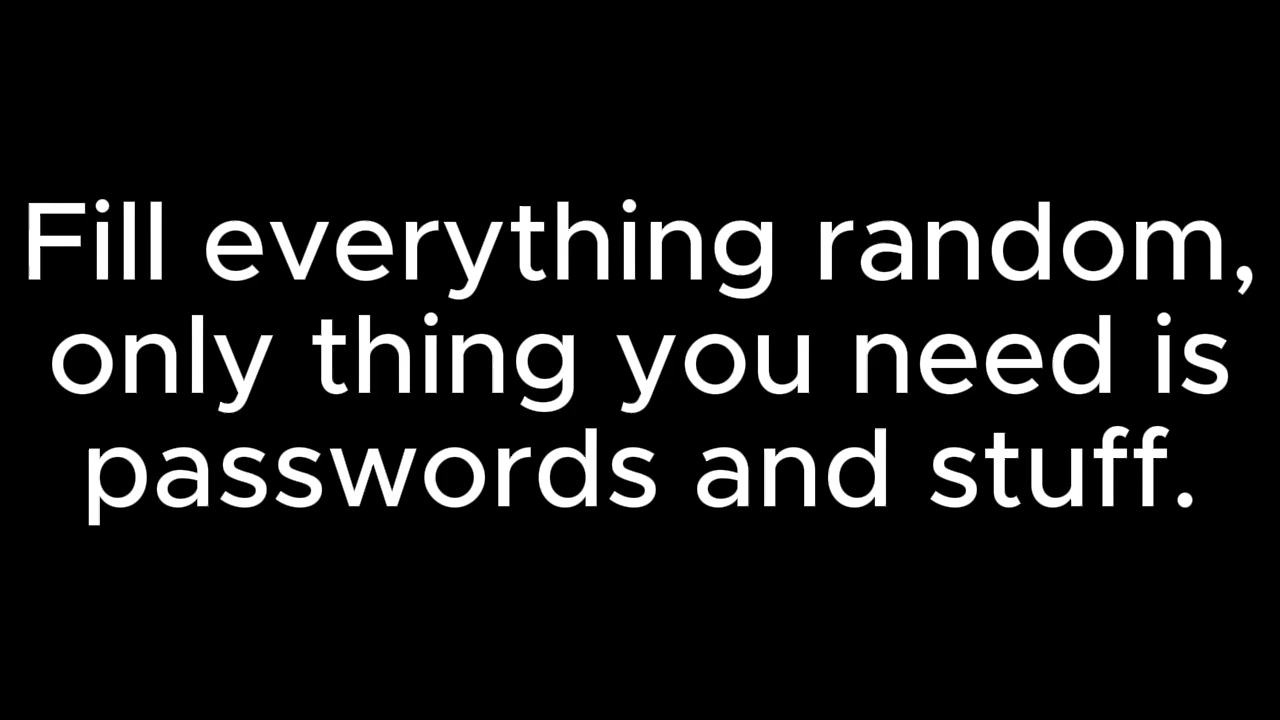 Fill everything random,
only thing you need is
passwords and stuff.